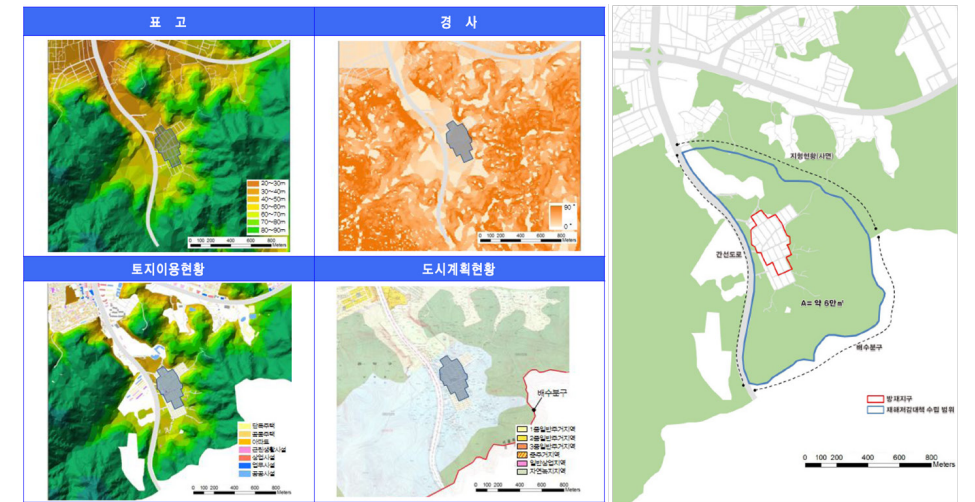 표 고
경 사
20~30m
30~40m
40~50m
50~60m
60~70m
70~80m
80~90m
0 100 200 400 600 800
Meters
90 °
0 °
0 100 200 400 600 800
Meters
토지이용현황
도시계획현황
단독주택
공동주택
아파트
근린생활시설
상업시설
업무시설
공공시설
0 100 200 400 600 800
Meters
배수분구
1종일반주거지역
2종일반주거지역
3종일반주거지역
준주거지역
일반상업지역
자연녹지지역
0 100 200 400 600 800
Meters
지형현황(사면)
간선도로
A= 약 6만㎡
배수분구
방재지구
재해저감대책 수립 범위
0 100 200 400 600 800
Meters